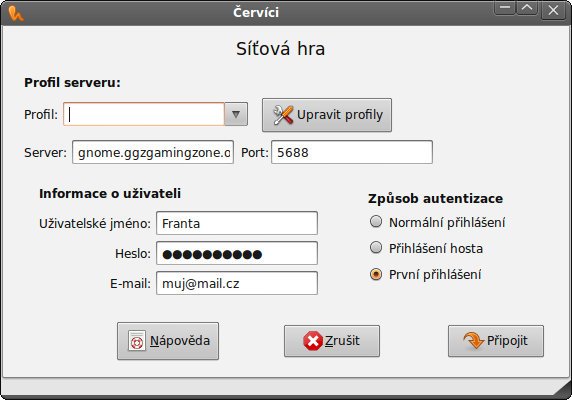 Červíci
Síťová hra
Profil serveru:
Profil:
Upravit profily
Server: gnome.ggzgamingzone.o Port: 5688
Informace o uživateli
Uživatelské jméno: Franta
Heslo: ●●●●●●●●●●
E-mail: muj@mail.cz
Způsob autentizace
Normální přihlášení
Přihlášení hosta
První přihlášení
Nápověda Zrušit Připojit